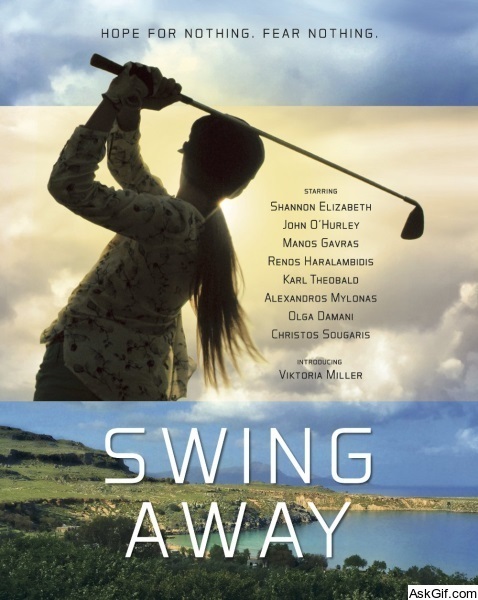 HOPE FOR NOTHING. FEAR NOTHING.
STARRING
SHANNON ELIZABETH
JOHN O'HURLEY
MANOS GAVRAS
RENOS HARALAMBIDIS
KARL THEOBALD
ALEXANDROS MYLONAS
OLGA DAMANI
CHRISTOS SOUGARIS
INTRODUCING
VIKTORIA MILLER
SWING
AWAY
AskGif.com